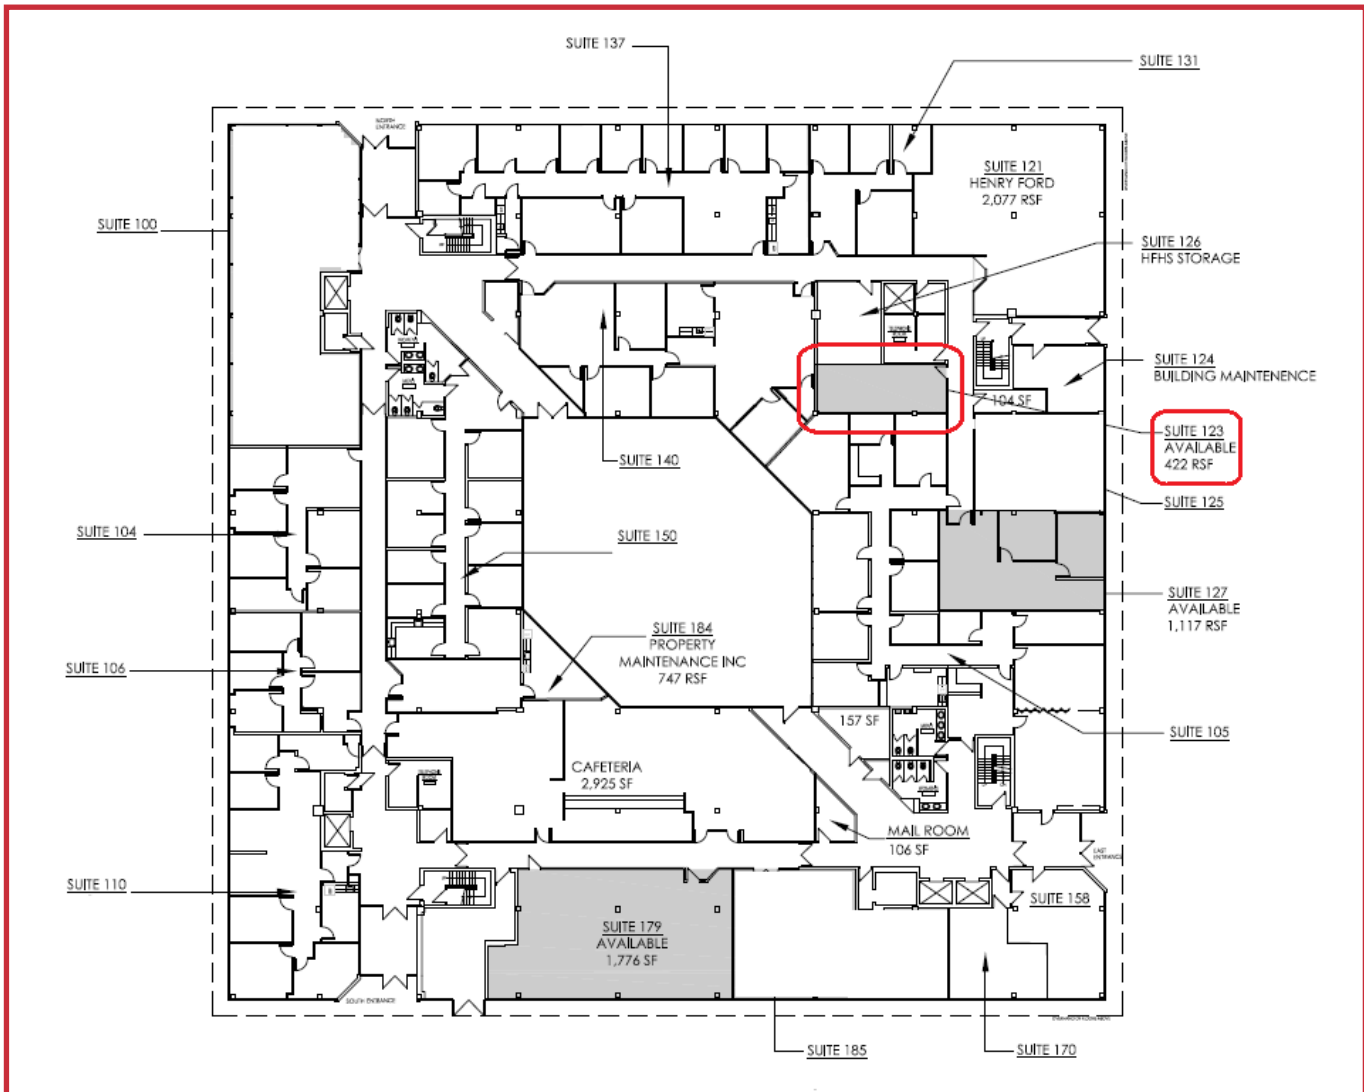 SUITE 137
SUITE 131
NORTH
ENTRANCE
SUITE 121
HENRY FORD
2,077 RSF
SUITE 100
SUITE 126
HFHS STORAGE
SUITE 124
BUILDING MAINTENENCE
104 SF
SUITE 123
AVAILABLE
422 RSF
SUITE 140
SUITE 125
SUITE 104
SUITE 150
SUITE 127
AVAILABLE
1,117 RSF
SUITE 184
PROPERTY
MAINTENANCE INC
747 RSF
SUITE 106
157 SF
SUITE 105
CAFETERIA
2,925 SF
MAIL ROOM
106 SF
EAST
ENTRANCE
SUITE 110
SUITE 158
SUITE 179
AVAILABLE
1,776 SF
SOUTH ENTRANCE
SUITE 185
SUITE 170